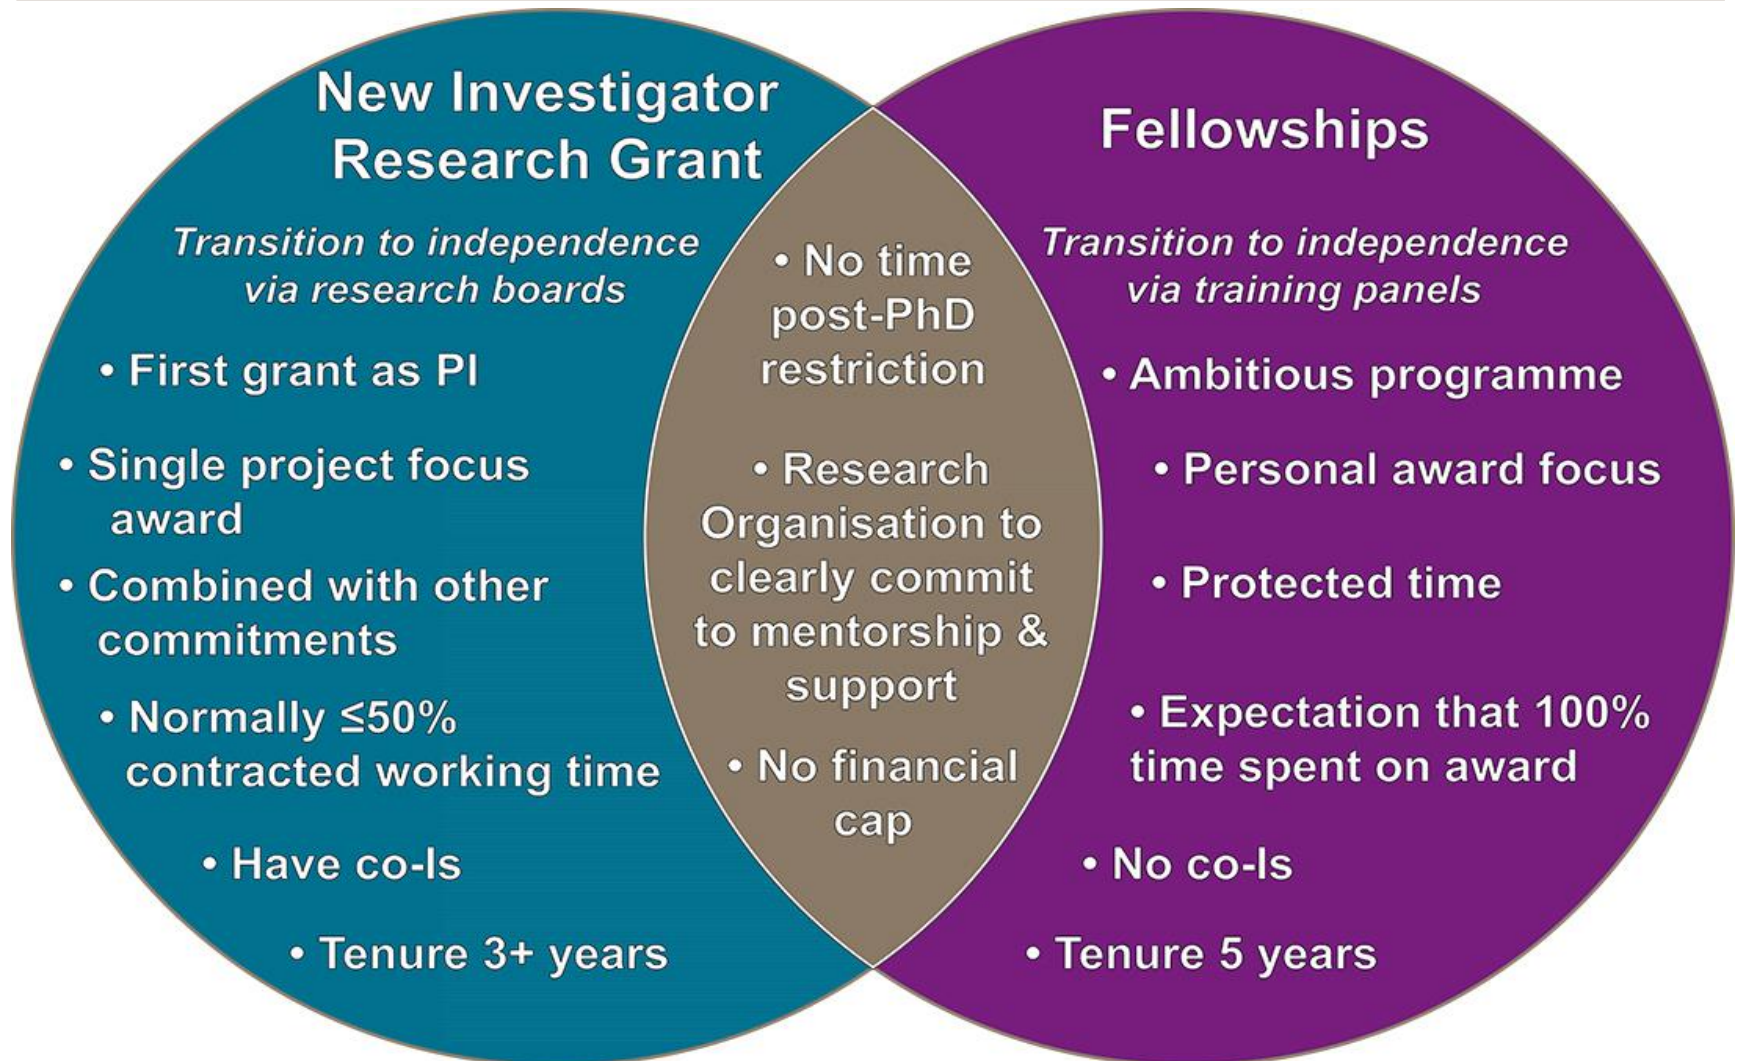 New Investigator
Research Grant
Transition to independence
via research boards
• First grant as PI
• Single project focus
award
• Combined with other
commitments
• Normally ≤50%
contracted working time
• Have co-Is
• Tenure 3+ years
• No time
post-PhD
restriction
• Research
Organisation to
clearly commit
to mentorship &
support
• No financial
cap
Fellowships
Transition to independence
via training panels
• Ambitious programme
• Personal award focus
• Protected time
• Expectation that 100%
time spent on award
• No co-Is
• Tenure 5 years